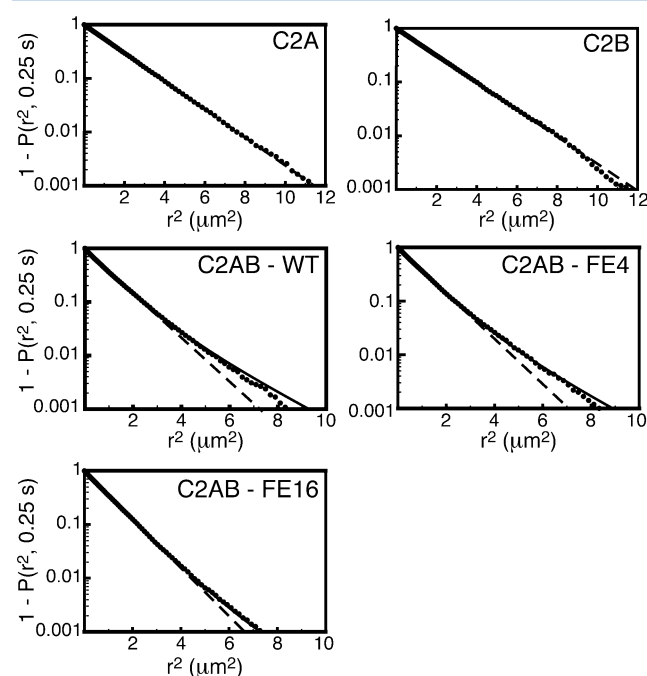 C2A
1 - P(r², 0.25 s)
1
0.1
0.01
0.001
2 4 6 8 10 12
r² (μm²)
C2B
1
0.1
0.01
0.001
2 4 6 8 10 12
r² (μm²)
C2AB - WT
1 - P(r², 0.25 s)
1
0.1
0.01
0.001
2 4 6 8 10
r² (μm²)
C2AB - FE4
1
0.1
0.01
0.001
2 4 6 8 10
r² (μm²)
C2AB - FE16
1 - P(r², 0.25 s)
1
0.1
0.01
0.001
2 4 6 8 10
r² (μm²)